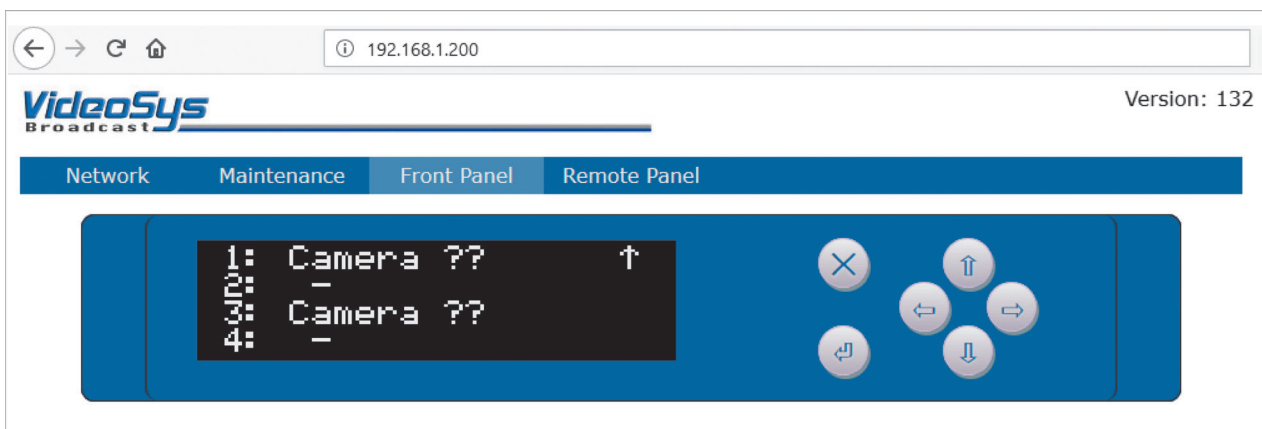 192.168.1.200
VideoSys
Broadcast
Version: 132
Network Maintenance Front Panel Remote Panel
1: Camera ?? ↑
2: –
3: Camera ??
4: –